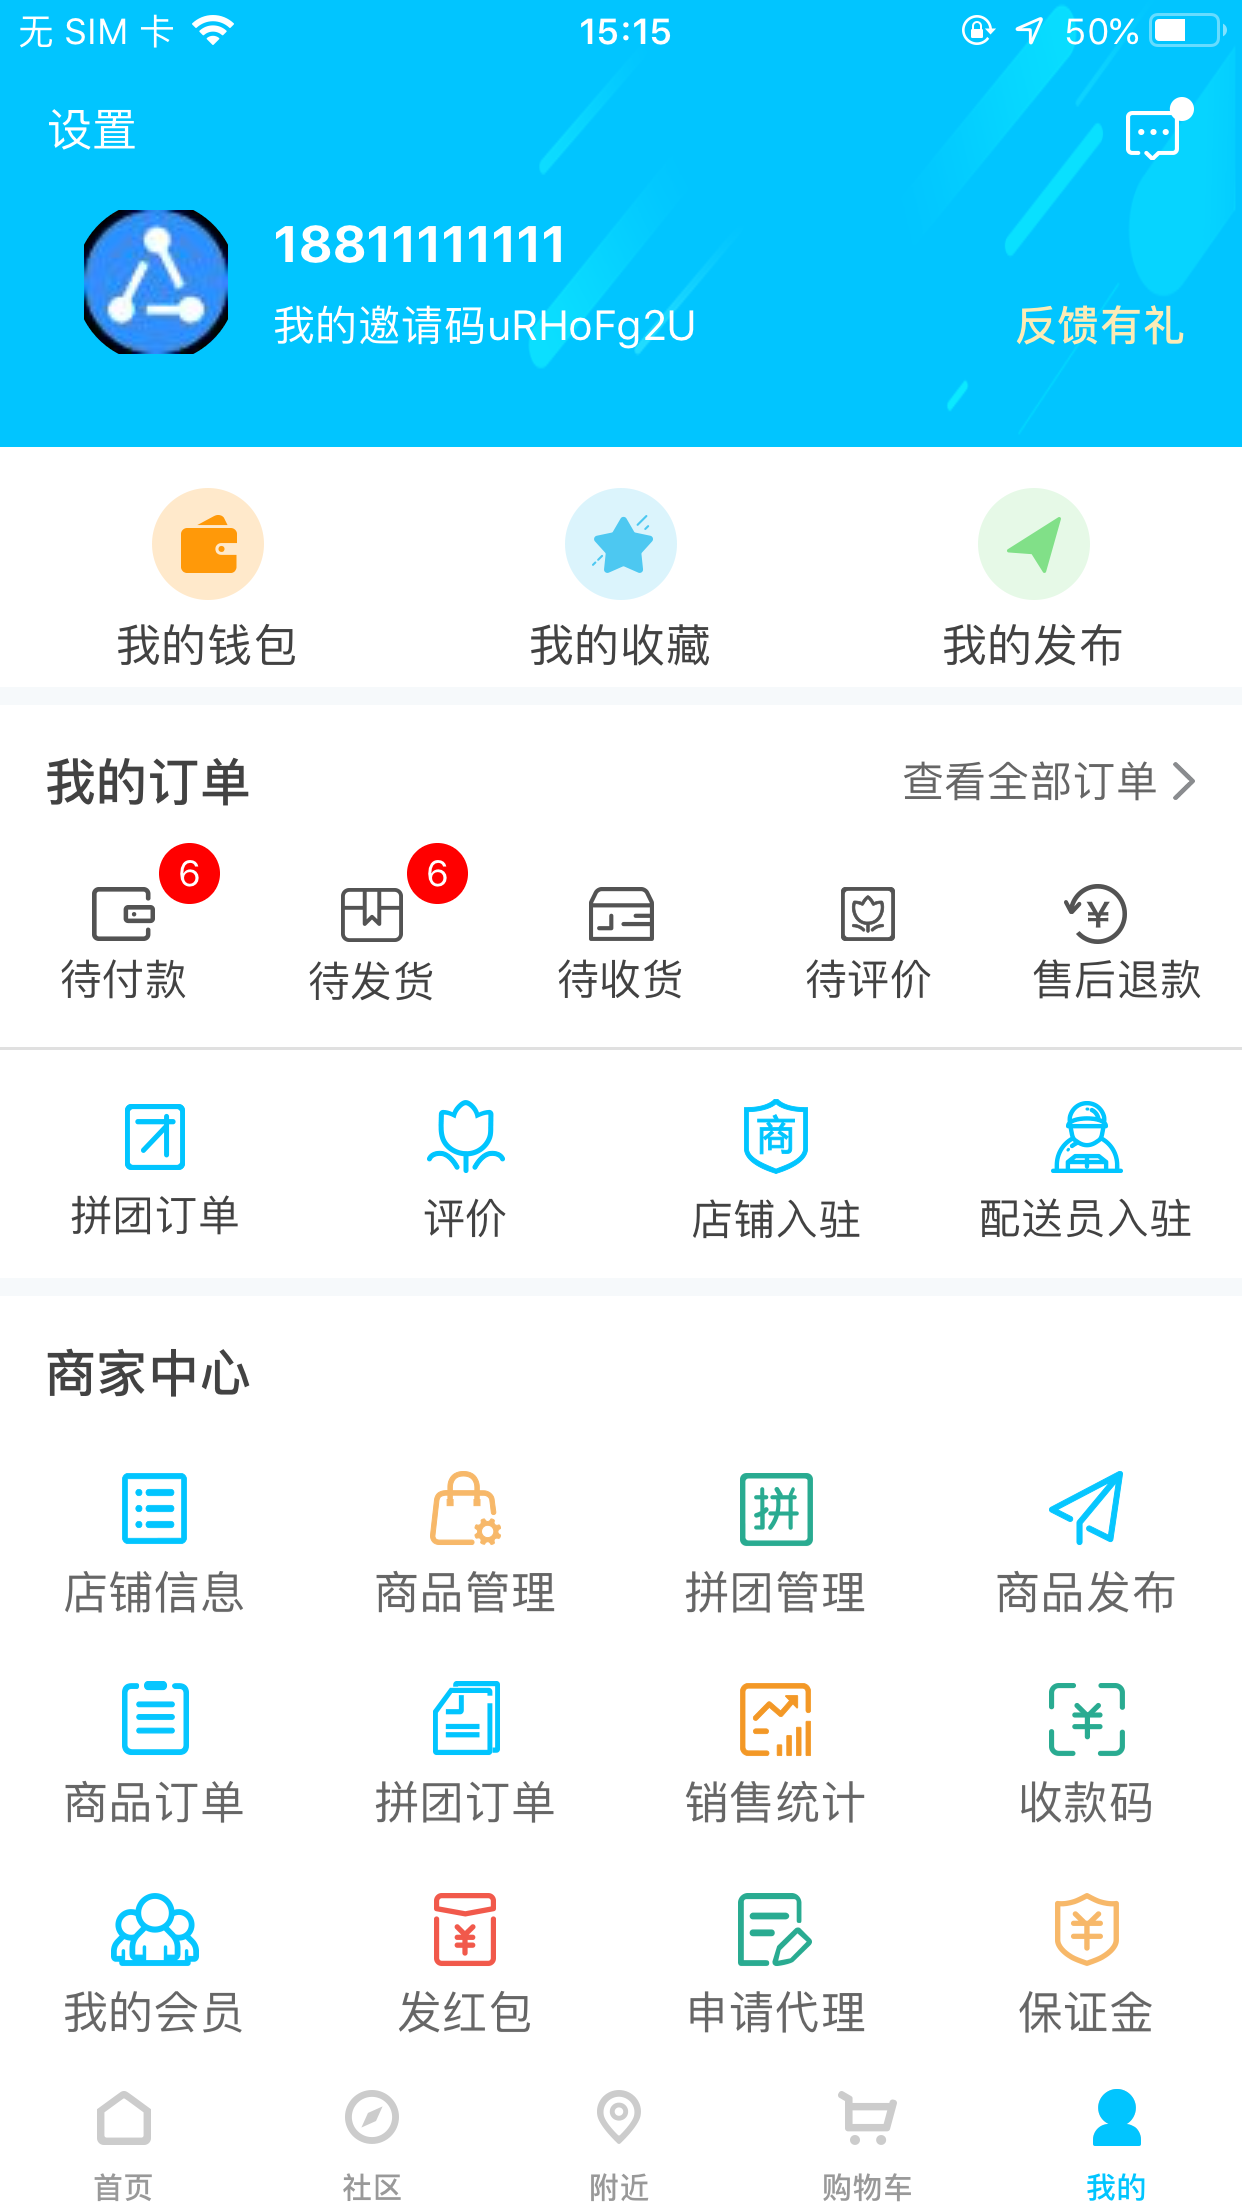 无 SIM 卡 15:15 50%
设置
18811111111
我的邀请码uRHoFg2U 反馈有礼
我的钱包 我的收藏 我的发布
我的订单 查看全部订单
6 6
待付款 待发货 待收货 待评价 售后退款
商
拼团订单 评价 店铺入驻 配送员入驻
商家中心
拼
店铺信息 商品管理 拼团管理 商品发布
¥
商品订单 拼团订单 销售统计 收款码
¥ ¥
我的会员 发红包 申请代理 保证金
首页 社区 附近 购物车 我的